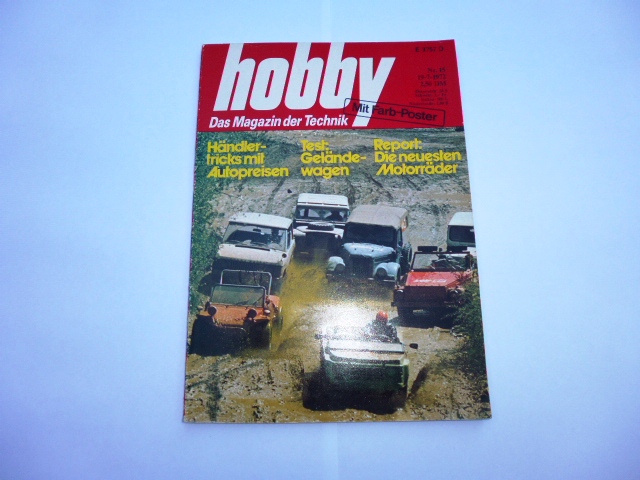 hobby
Das Magazin der Technik
Mit Farb-Poster
Händler-
tricks mit
Autopreisen
Test:
Gelände-
wagen
Report:
Die neuesten
Motorräder